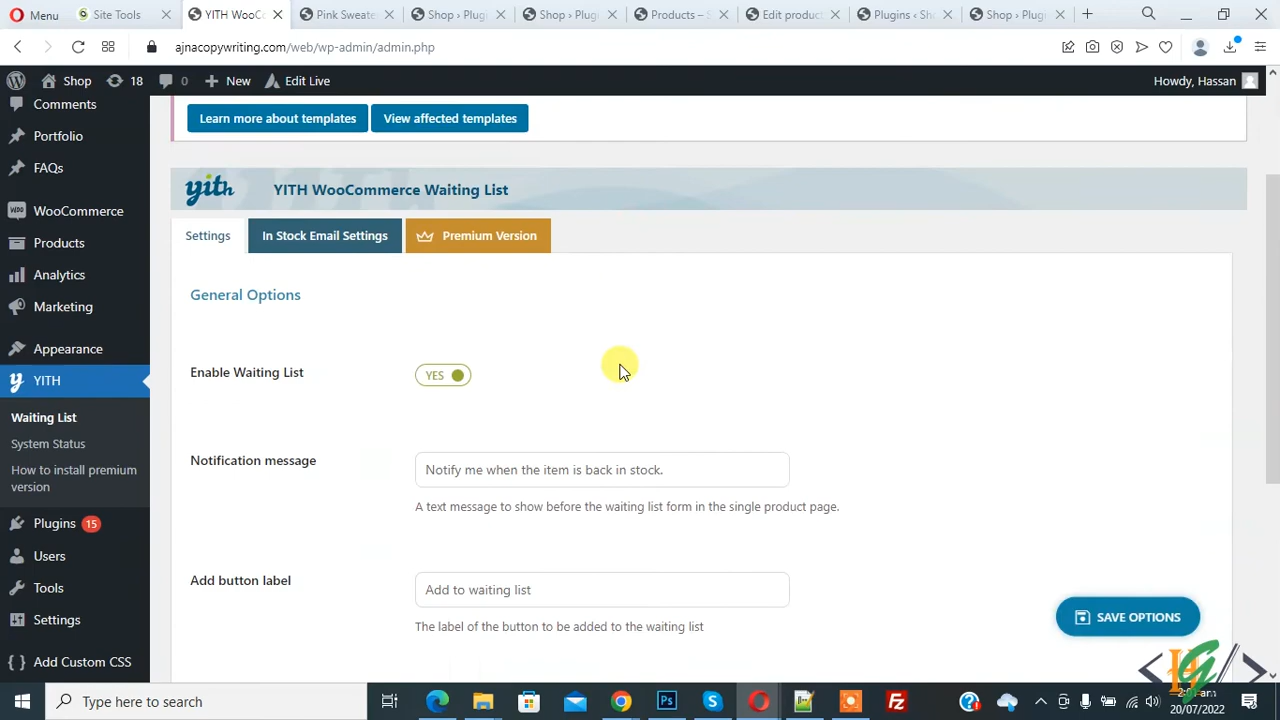 Menu
Site Tools
YITH WooCo
Pink Sweate
Shop › Plugi
Shop › Plugi
Products – S
Edit produc
Plugins ‹ Sho
Shop › Plugi
ajnacopywriting.com/web/wp-admin/admin.php
Shop
18
0
New
Edit Live
Howdy, Hassan
Comments
Portfolio
FAQs
WooCommerce
Products
Analytics
Marketing
Appearance
YITH
Waiting List
System Status
How to install premium
version
Plugins 15
Users
Tools
Settings
Add Custom CSS
Learn more about templates
View affected templates
yith
YITH WooCommerce Waiting List
Settings
In Stock Email Settings
Premium Version
General Options
Enable Waiting List
YES
Notification message
Notify me when the item is back in stock.
A text message to show before the waiting list form in the single product page.
Add button label
Add to waiting list
The label of the button to be added to the waiting list
SAVE OPTIONS
Type here to search
20/07/2022